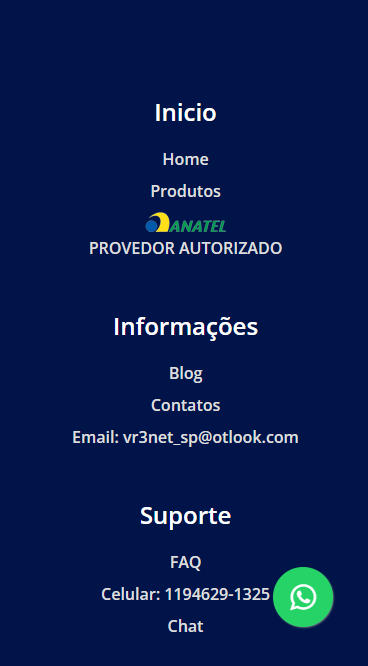 Inicio
Home
Produtos
ANATEL
PROVEDOR AUTORIZADO
Informações
Blog
Contatos
Email: vr3net_sp@otlook.com
Suporte
FAQ
Celular: 1194629-1325
Chat